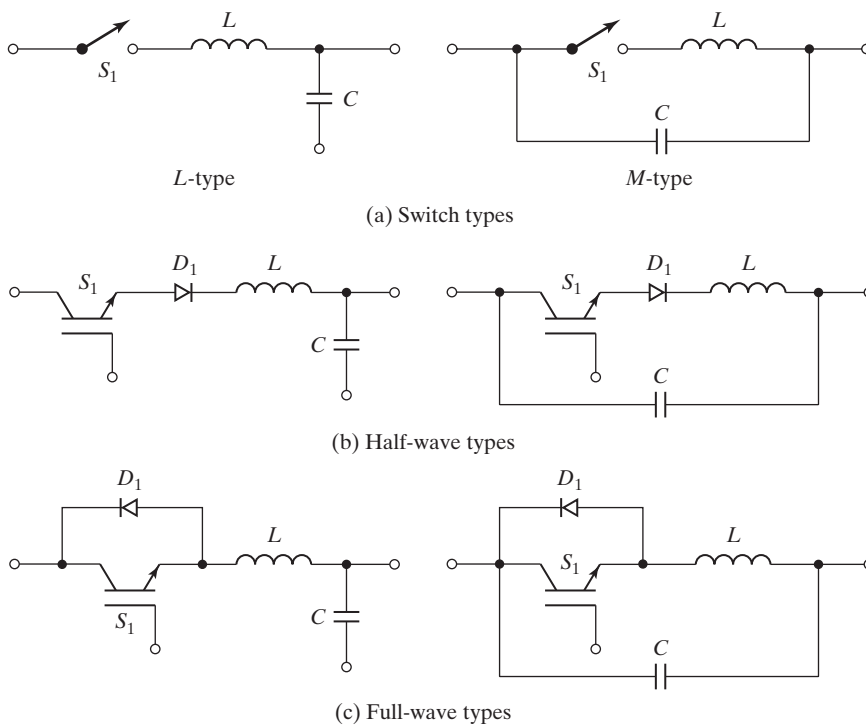 L L
S1 S1
C
C
L-type M-type
(a) Switch types
D1 L D1 L
S1 S1
C C
(b) Half-wave types
D1 D1
L L
S1
C
S1
C
(c) Full-wave types